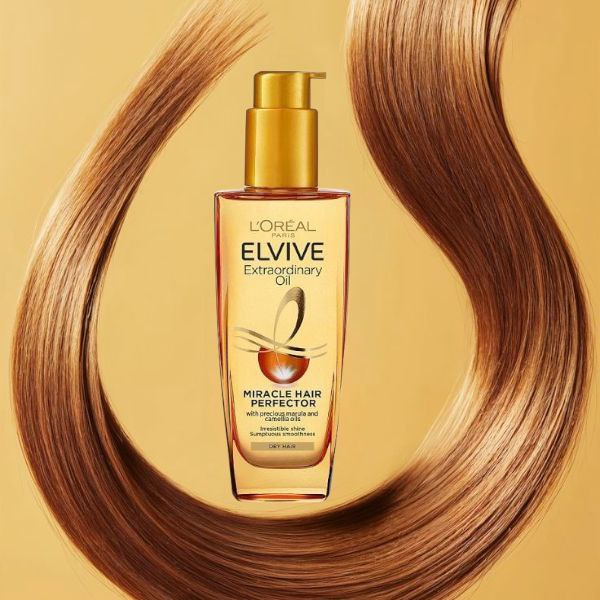 L'ORÉAL
PARIS
ELVIVE
Extraordinary
Oil
MIRACLE HAIR
PERFECTOR
with precious marula and
camellia oils
Irresistible shine
Sumptuous smoothness
DRY HAIR